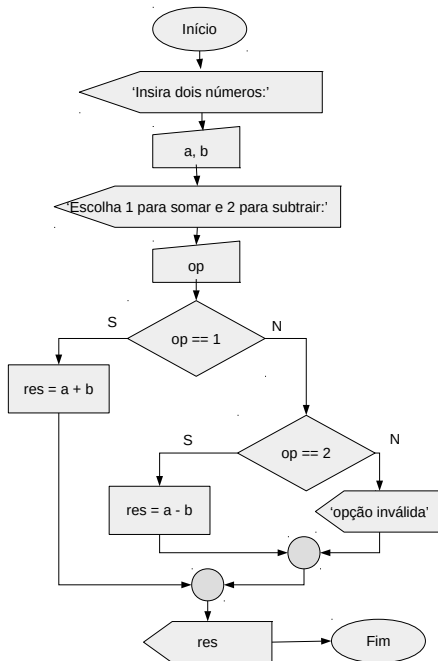 Início
‘Insira dois números:’
a, b
‘Escolha 1 para somar e 2 para subtrair:’
op
S
N
op == 1
res = a + b
S
N
op == 2
res = a - b
‘opção inválida’
res
Fim